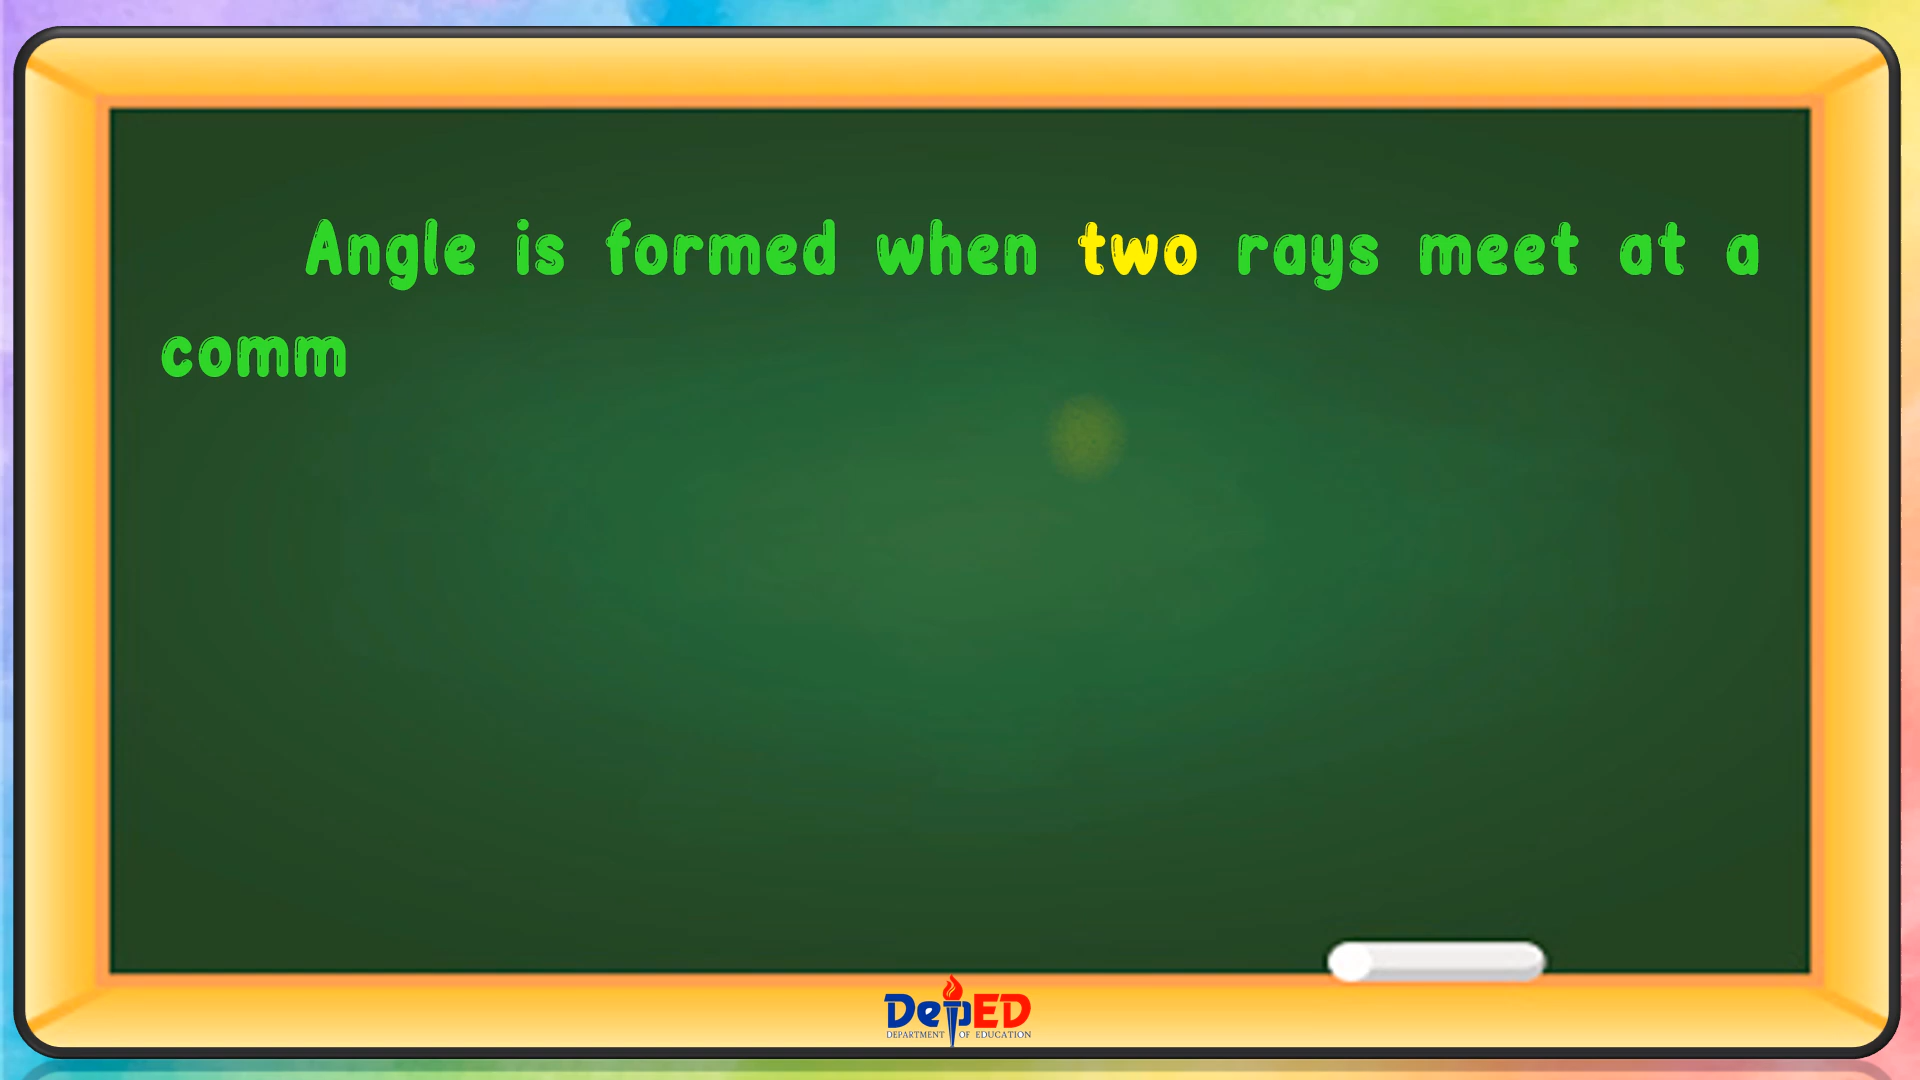 Angle is formed when two rays meet at a
comm
DepED
DEPARTMENT OF EDUCATION